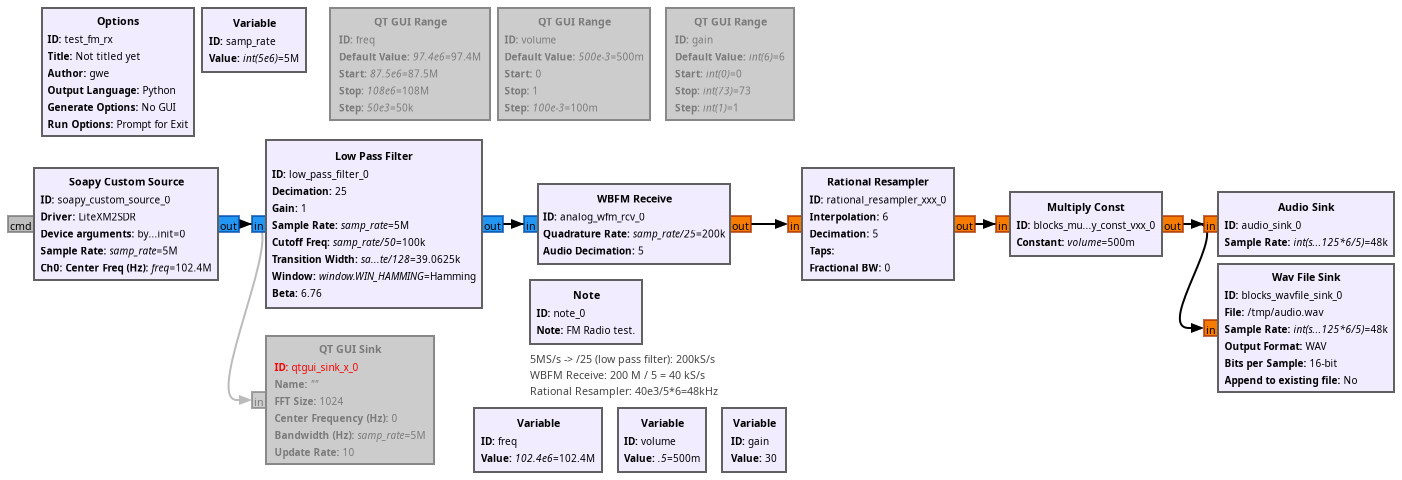 Options
ID: test_fm_rx
Title: Not titled yet
Author: gwe
Output Language: Python
Generate Options: No GUI
Run Options: Prompt for Exit
Variable
ID: samp_rate
Value: int(5e6)=5M
QT GUI Range
ID: freq
Default Value: 97.4e6=97.4M
Start: 87.5e6=87.5M
Stop: 108e6=108M
Step: 50e3=50k
QT GUI Range
ID: volume
Default Value: 500e-3=500m
Start: 0
Stop: 1
Step: 100e-3=100m
QT GUI Range
ID: gain
Default Value: int(6)=6
Start: int(0)=0
Stop: int(73)=73
Step: int(1)=1
cmd
Soapy Custom Source
ID: soapy_custom_source_0
Driver: LiteXM2SDR
Device arguments: by...init=0
Sample Rate: samp_rate=5M
Ch0: Center Freq (Hz): freq=102.4M
out
in
Low Pass Filter
ID: low_pass_filter_0
Decimation: 25
Gain: 1
Sample Rate: samp_rate=5M
Cutoff Freq: samp_rate/50=100k
Transition Width: sa...te/128=39.0625k
Window: window.WIN_HAMMING=Hamming
Beta: 6.76
out
in
WBFM Receive
ID: analog_wfm_rcv_0
Quadrature Rate: samp_rate/25=200k
Audio Decimation: 5
out
in
Rational Resampler
ID: rational_resampler_xxx_0
Interpolation: 6
Decimation: 5
Taps:
Fractional BW: 0
out
in
Multiply Const
ID: blocks_mu...y_const_vxx_0
Constant: volume=500m
out
in
Audio Sink
ID: audio_sink_0
Sample Rate: int(s...125*6/5)=48k
in
Wav File Sink
ID: blocks_wavfile_sink_0
File: /tmp/audio.wav
Sample Rate: int(s...125*6/5)=48k
Output Format: WAV
Bits per Sample: 16-bit
Append to existing file: No
in
QT GUI Sink
ID: qtgui_sink_x_0
Name: ""
FFT Size: 1024
Center Frequency (Hz): 0
Bandwidth (Hz): samp_rate=5M
Update Rate: 10
Note
ID: note_0
Note: FM Radio test.
5MS/s -> /25 (low pass filter): 200kS/s
WBFM Receive: 200 M / 5 = 40 kS/s
Rational Resampler: 40e3/5*6=48kHz
Variable
ID: freq
Value: 102.4e6=102.4M
Variable
ID: volume
Value: .5=500m
Variable
ID: gain
Value: 30